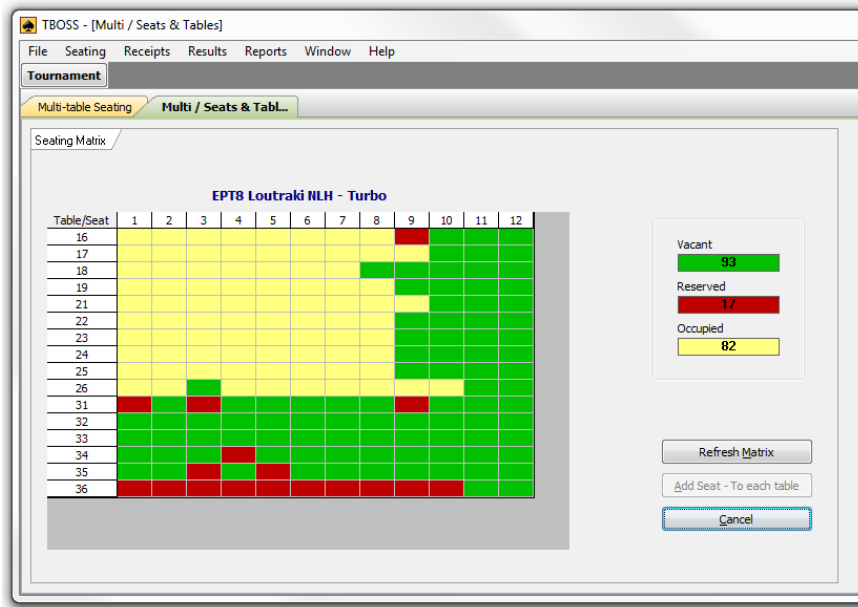 TBOSS - [Multi / Seats & Tables]
File Seating Receipts Results Reports Window Help
Tournament
Multi-table Seating Multi / Seats & Tabl...
Seating Matrix
EPT8 Loutraki NLH - Turbo
Table/Seat 1 2 3 4 5 6 7 8 9 10 11 12
16
17
18
19
21
22
23
24
25
26
31
32
33
34
35
36
Vacant
93
Reserved
17
Occupied
82
Refresh Matrix
Add Seat - To each table
Cancel